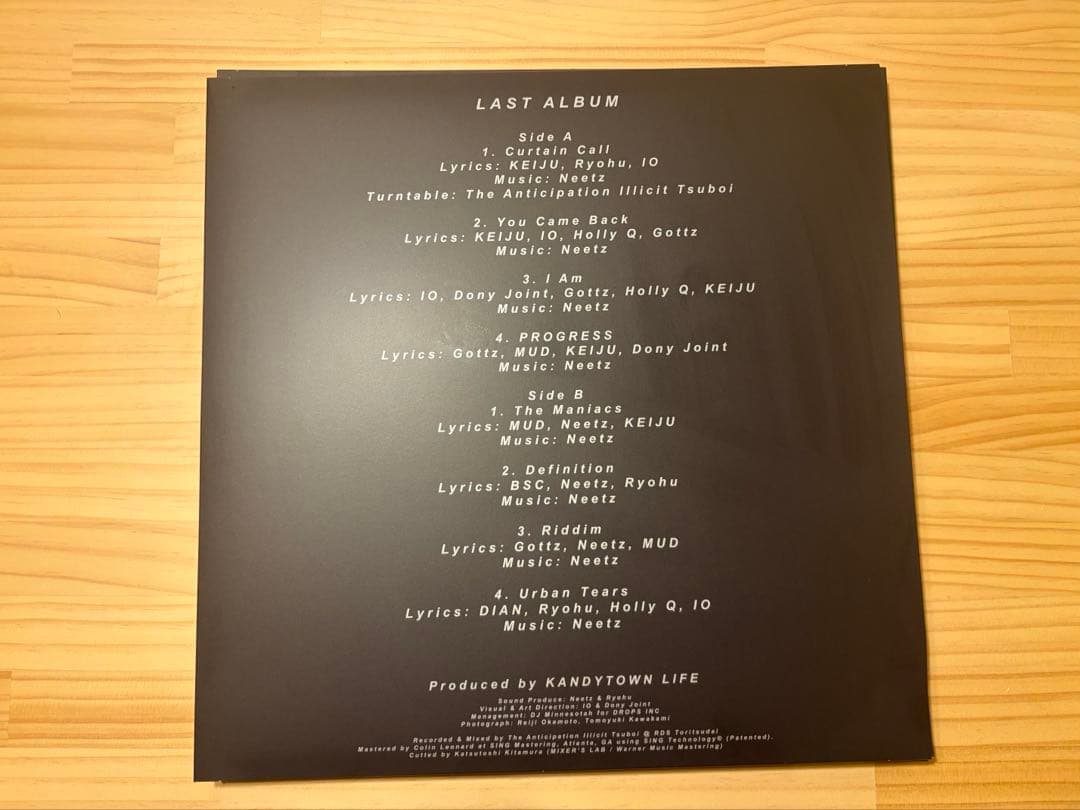 LAST ALBUM
Side A
1. Curtain Call
Lyrics: KEIJU, Ryohu, IO
Music: Neetz
Turntable: The Anticipation Illicit Tsuboi
2. You Came Back
Lyrics: KEIJU, IO, Holly Q, Gottz
Music: Neetz
3. I Am
Lyrics: IO, Dony Joint, Gottz, Holly Q, KEIJU
Music: Neetz
4. PROGRESS
Lyrics: Gottz, MUD, KEIJU, Dony Joint
Music: Neetz
Side B
1. The Maniacs
Lyrics: MUD, Neetz, KEIJU
Music: Neetz
2. Definition
Lyrics: BSC, Neetz, Ryohu
Music: Neetz
3. Riddim
Lyrics: Gottz, Neetz, MUD
Music: Neetz
4. Urban Tears
Lyrics: DIAN, Ryohu, Holly Q, IO
Music: Neetz
Produced by KANDYTOWN LIFE
Sound Produce: Neetz & Ryohu
Visual & Art Direction: IO & Dony Joint
Management: DJ Minnesotah for DROPS INC
Photograph: Reiji Okamoto, Tomoyuki Kawakami
Recorded & Mixed by The Anticipation Illicit Tsuboi @ RDS Toritsudai
Mastered by Colin Leonard at SING Mastering, Atlanta, GA using SING Technology® (Patented).
Cutted by Katsutoshi Kitamura (MIXER'S LAB / Warner Music Mastering)